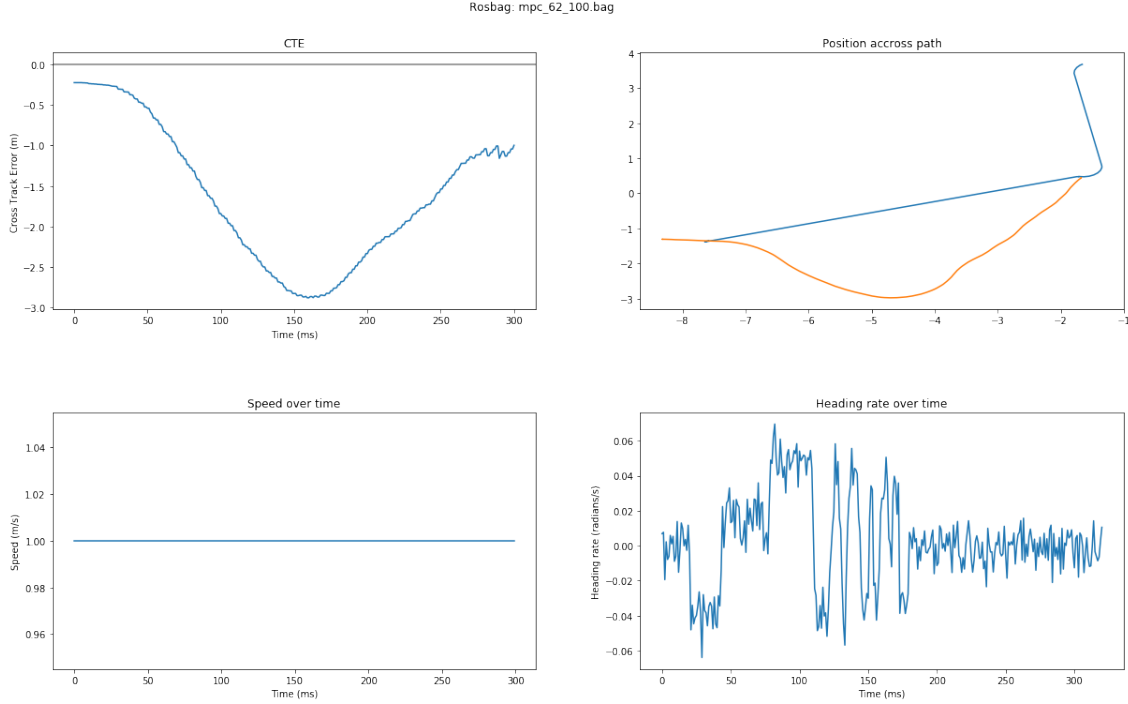 Rosbag: mpc_62_100.bag
CTE
0.0
−0.5
−1.0
−1.5
−2.0
−2.5
−3.0
Cross Track Error (m)
0 50 100 150 200 250 300
Time (ms)
Position accross path
4
3
2
1
0
−1
−2
−3
−8 −7 −6 −5 −4 −3 −2 −1
Speed over time
1.04
1.02
1.00
0.98
0.96
Speed (m/s)
0 50 100 150 200 250 300
Time (ms)
Heading rate over time
0.06
0.04
0.02
0.00
−0.02
−0.04
−0.06
Heading rate (radians/s)
0 50 100 150 200 250 300
Time (ms)